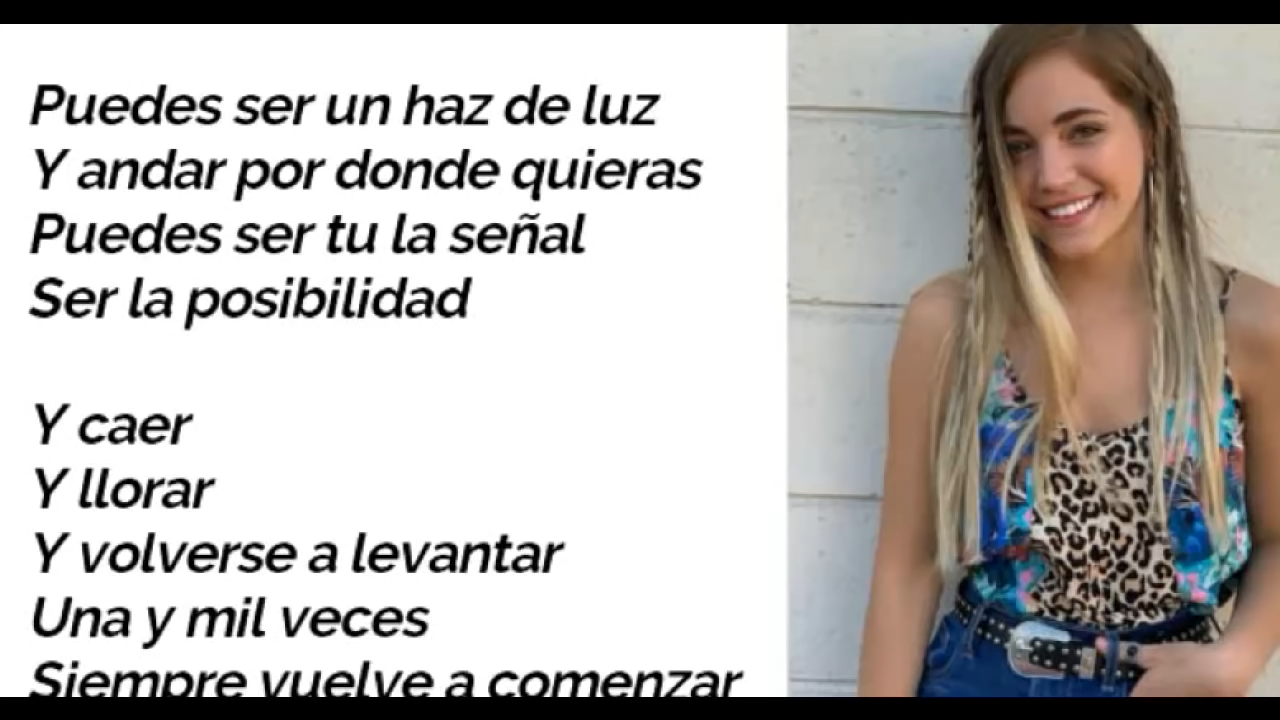 Puedes ser un haz de luz
Y andar por donde quieras
Puedes ser tu la señal
Ser la posibilidad
Y caer
Y llorar
Y volverse a levantar
Una y mil veces
Siempre vuelve a comenzar